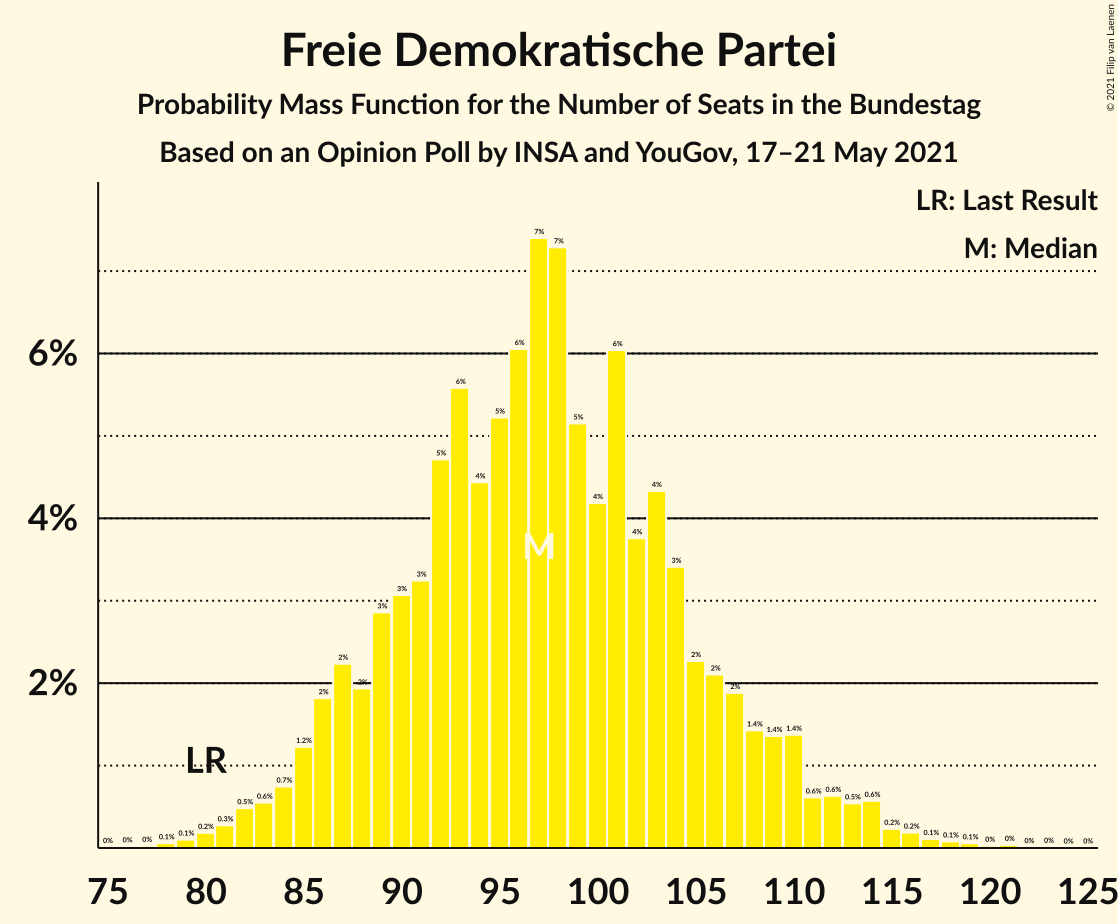 Freie Demokratische Partei
Probability Mass Function for the Number of Seats in the Bundestag
Based on an Opinion Poll by INSA and YouGov, 17–21 May 2021
© 2021 Filip van Laenen
LR: Last Result
M: Median
6%
4%
2%
0% 0% 0% 0.1% 0.1% 0.2% 0.3% 0.5% 0.6% 0.7% 1.2% 2% 2% 2% 3% 3% 3% 5% 6% 4% 5% 6% 7% 7% 5% 4% 6% 4% 4% 3% 2% 2% 2% 1.4% 1.4% 1.4% 0.6% 0.6% 0.5% 0.6% 0.2% 0.2% 0.1% 0.1% 0.1% 0% 0% 0% 0% 0% 0%
M
LR
75 80 85 90 95 100 105 110 115 120 125